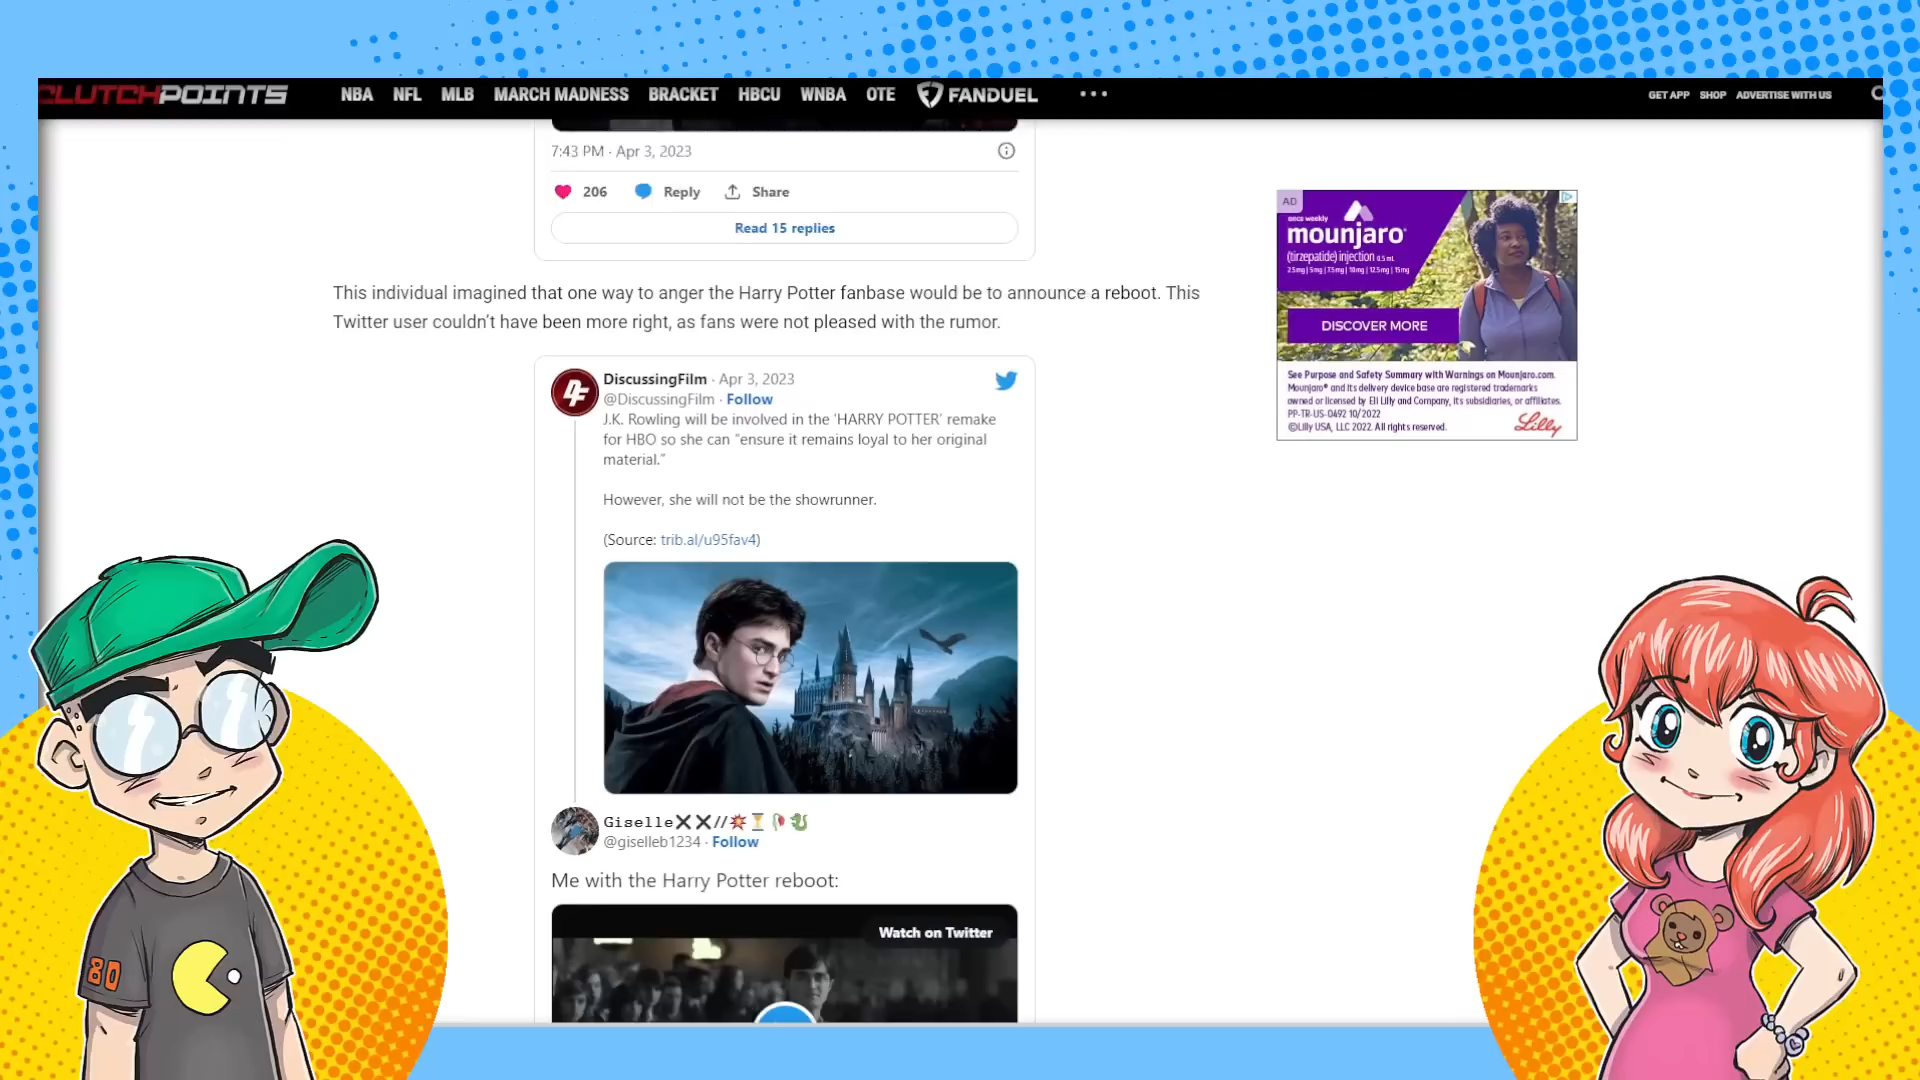 CLUTCHPOINTS
NBA NFL MLB MARCH MADNESS BRACKET HBCU WNBA OTE FANDUEL
GET APP SHOP ADVERTISE WITH US
7:43 PM · Apr 3, 2023
206 Reply Share
Read 15 replies
This individual imagined that one way to anger the Harry Potter fanbase would be to announce a reboot. This
Twitter user couldn't have been more right, as fans were not pleased with the rumor.
DiscussingFilm · Apr 3, 2023
@DiscussingFilm · Follow
J.K. Rowling will be involved in the 'HARRY POTTER' remake
for HBO so she can "ensure it remains loyal to her original
material."
However, she will not be the showrunner.
(Source: trib.al/u95fav4)
Giselle❌❌//💥⏳🥀🐉
@giselleb1234 · Follow
Me with the Harry Potter reboot:
Watch on Twitter
AD
once weekly
mounjaro®
(tirzepatide) injection 0.5 mL
2.5mg | 5mg | 7.5mg | 10mg | 12.5mg | 15mg
DISCOVER MORE
See Purpose and Safety Summary with Warnings on Mounjaro.com.
Mounjaro® and its delivery device base are registered trademarks
owned or licensed by Eli Lilly and Company, its subsidiaries, or affiliates.
PP-TR-US-0492 10/2022
©Lilly USA, LLC 2022. All rights reserved.
Lilly
80